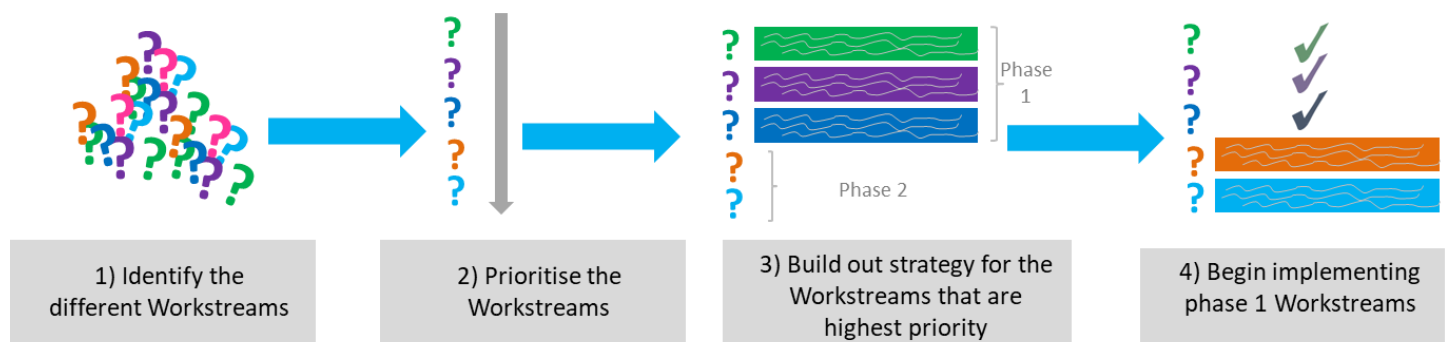 Phase
1
Phase 2
1) Identify the
different Workstreams
2) Prioritise the
Workstreams
3) Build out strategy for the
Workstreams that are
highest priority
4) Begin implementing
phase 1 Workstreams